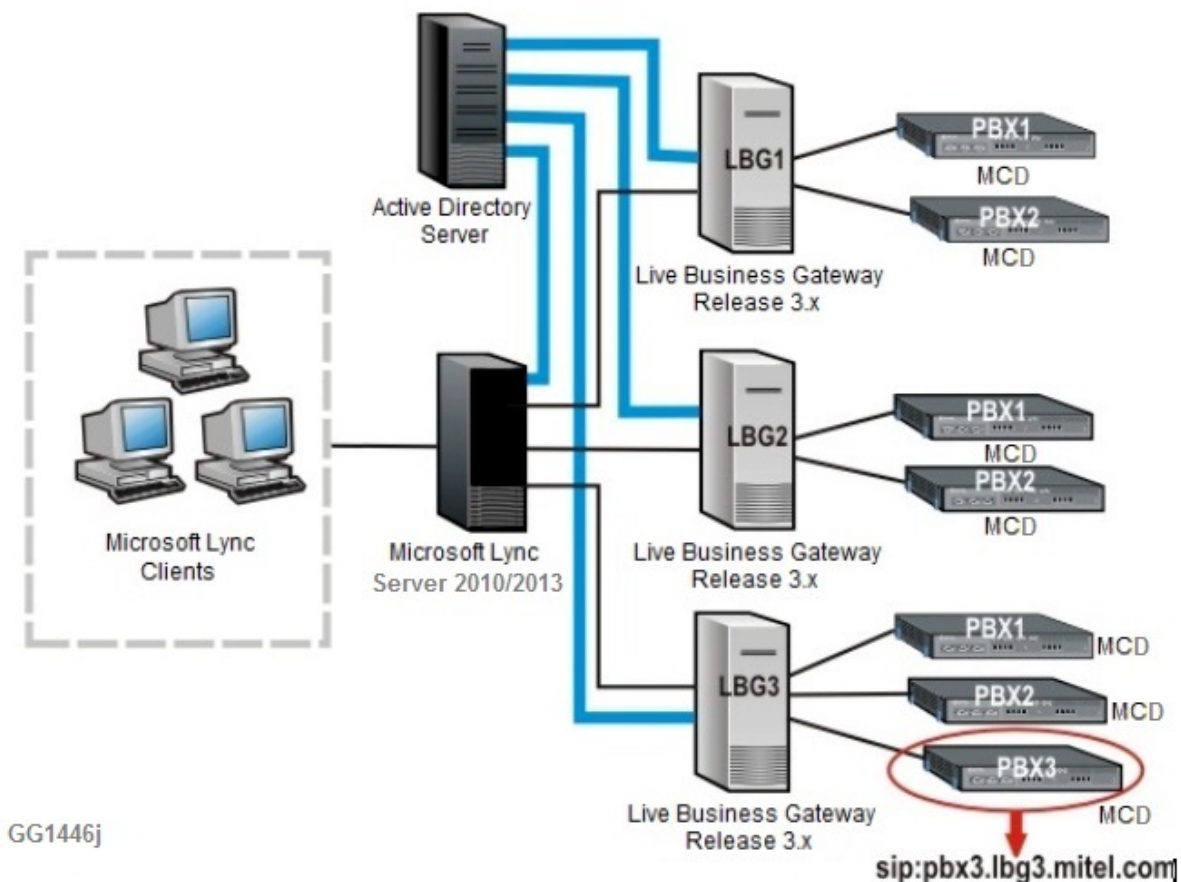 Active Directory
Server
LBG1
Live Business Gateway
Release 3.x
PBX1
MCD
PBX2
MCD
Microsoft Lync
Clients
Microsoft Lync
Server 2010/2013
LBG2
Live Business Gateway
Release 3.x
PBX1
MCD
PBX2
MCD
LBG3
Live Business Gateway
Release 3.x
PBX1
MCD
PBX2
MCD
PBX3
MCD
sip:pbx3.lbg3.mitel.com
GG1446j